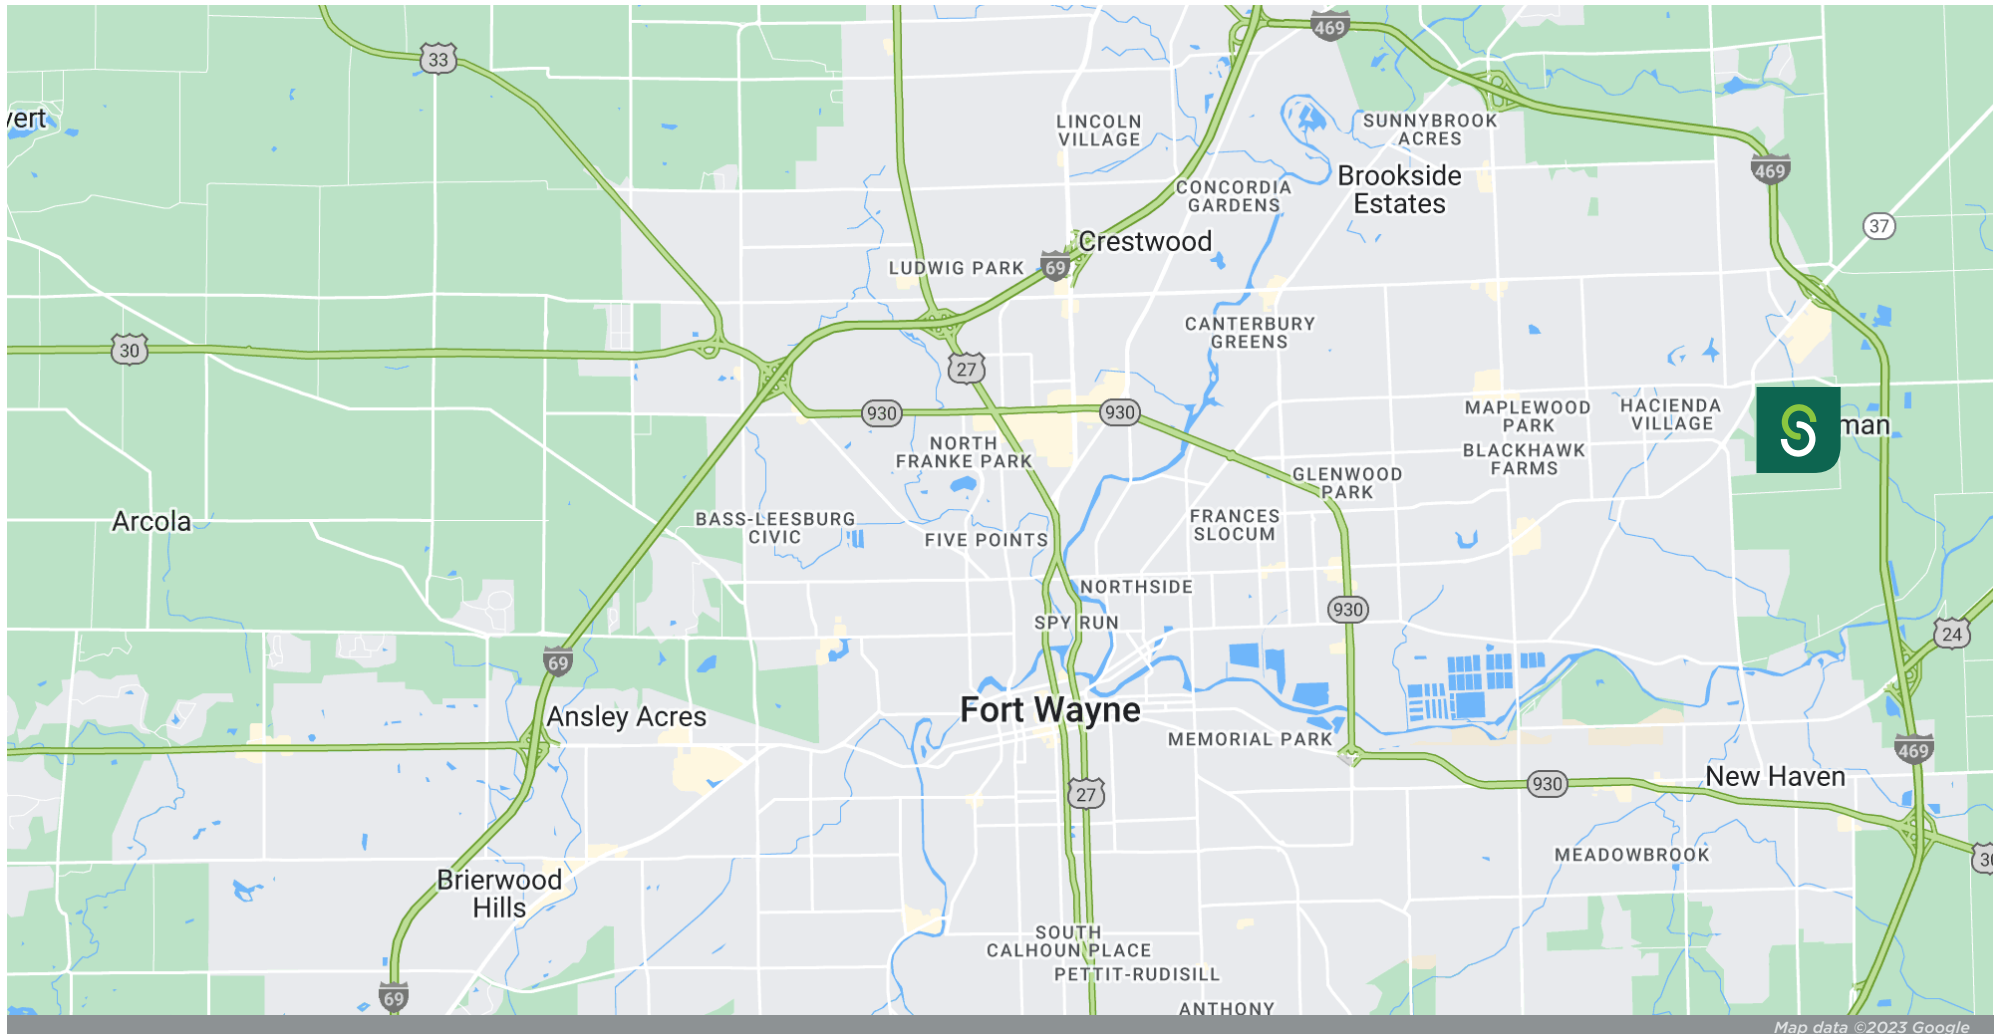 469
33
vert
LINCOLN
VILLAGE
SUNNYBROOK
ACRES
469
Brookside
Estates
CONCORDIA
GARDENS
37
Crestwood
LUDWIG PARK
69
CANTERBURY
GREENS
30
27
930
930
MAPLEWOOD
PARK
HACIENDA
VILLAGE
S
man
NORTH
FRANKE PARK
BLACKHAWK
FARMS
GLENWOOD
PARK
Arcola
BASS-LEESBURG
CIVIC
FRANCES
SLOCUM
FIVE POINTS
NORTHSIDE
930
SPY RUN
24
69
Ansley Acres
Fort Wayne
MEMORIAL PARK
469
New Haven
930
27
MEADOWBROOK
30
Brierwood
Hills
SOUTH
CALHOUN PLACE
PETTIT-RUDISILL
69
ANTHONY
Map data ©2023 Google